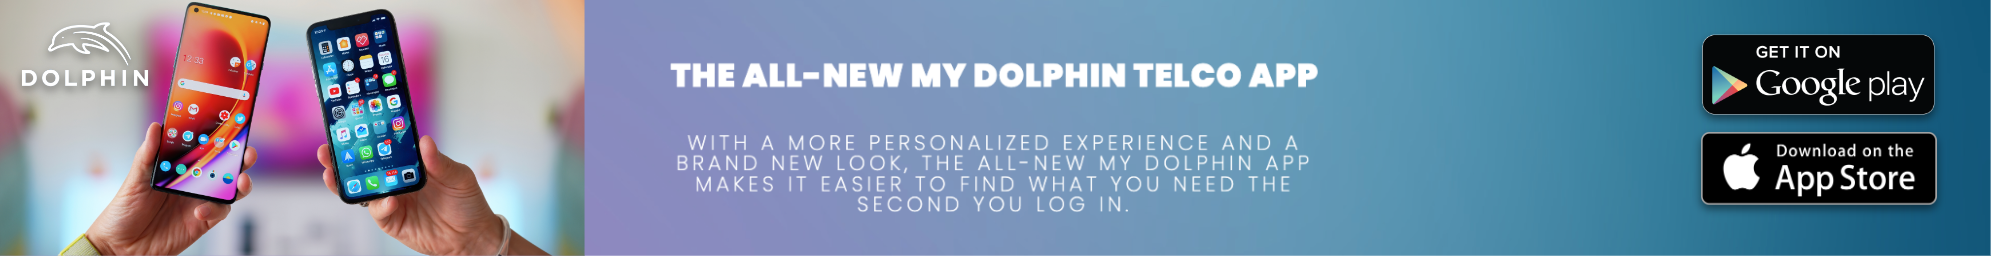 DOLPHIN
THE ALL-NEW MY DOLPHIN TELCO APP
WITH A MORE PERSONALIZED EXPERIENCE AND A
BRAND NEW LOOK, THE ALL-NEW MY DOLPHIN APP
MAKES IT EASIER TO FIND WHAT YOU NEED THE
SECOND YOU LOG IN.
GET IT ON
Google play
Download on the
App Store